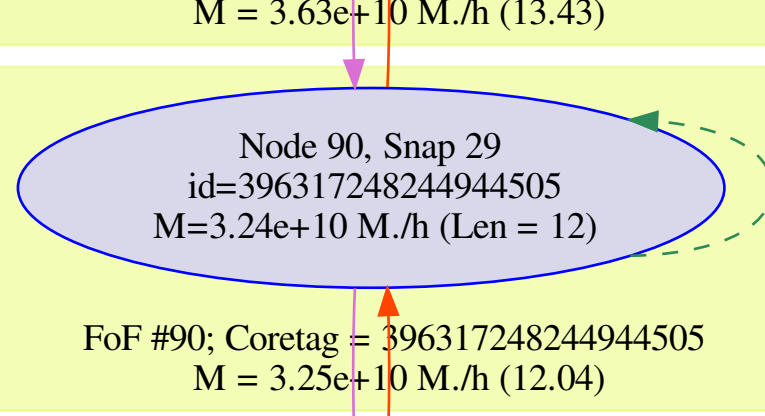 M = 3.63e+10 M./h (13.43)
Node 90, Snap 29
id=396317248244944505
M=3.24e+10 M./h (Len = 12)
FoF #90; Coretag = 396317248244944505
M = 3.25e+10 M./h (12.04)